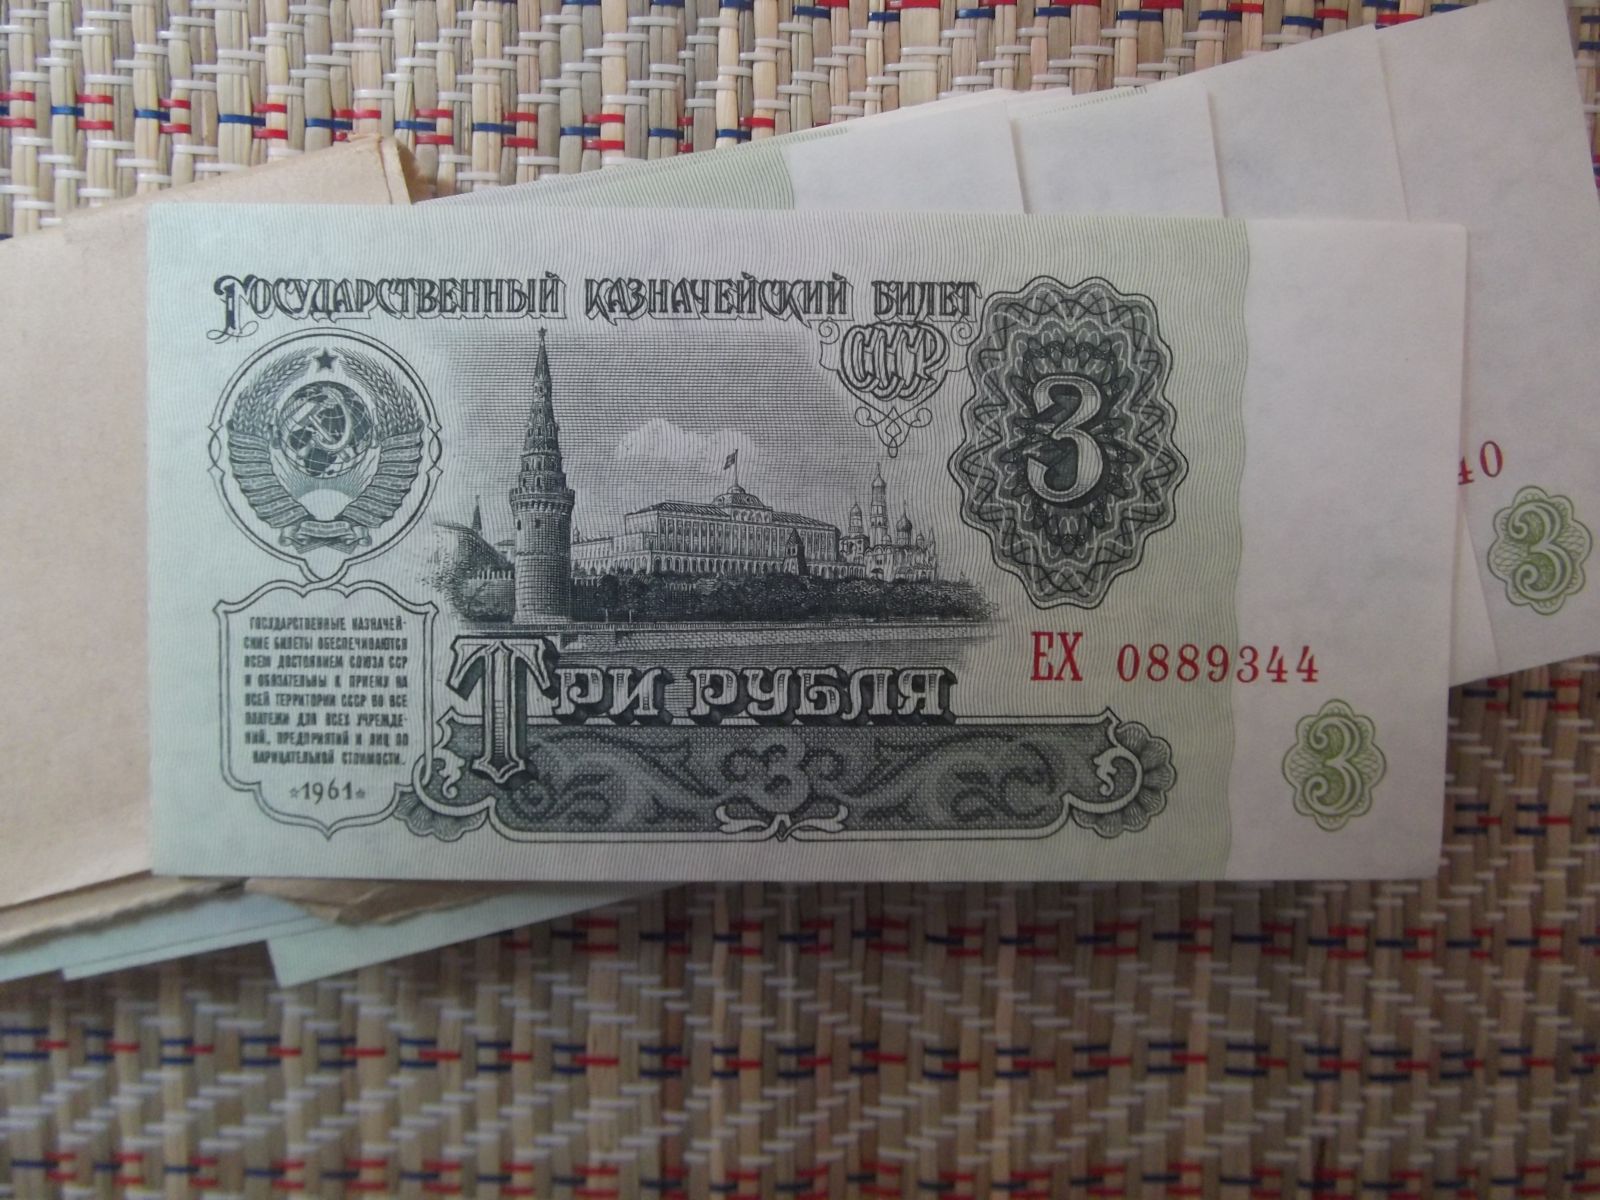 Государственный казначейский билет
СССР
3
ГОСУДАРСТВЕННЫЕ КАЗНАЧЕЙ-
СКИЕ БИЛЕТЫ ОБЕСПЕЧИВАЮТСЯ
ВСЕМ ДОСТОЯНИЕМ СОЮЗА ССР
И ОБЯЗАТЕЛЬНЫ К ПРИЕМУ НА
ВСЕЙ ТЕРРИТОРИИ СССР ВО ВСЕ
ПЛАТЕЖИ ДЛЯ ВСЕХ УЧРЕЖДЕ-
НИЙ, ПРЕДПРИЯТИЙ И ЛИЦ ПО
НАРИЦАТЕЛЬНОЙ СТОИМОСТИ.
*1961*
Три рубля
ЕХ 0889344
3
3
40
3